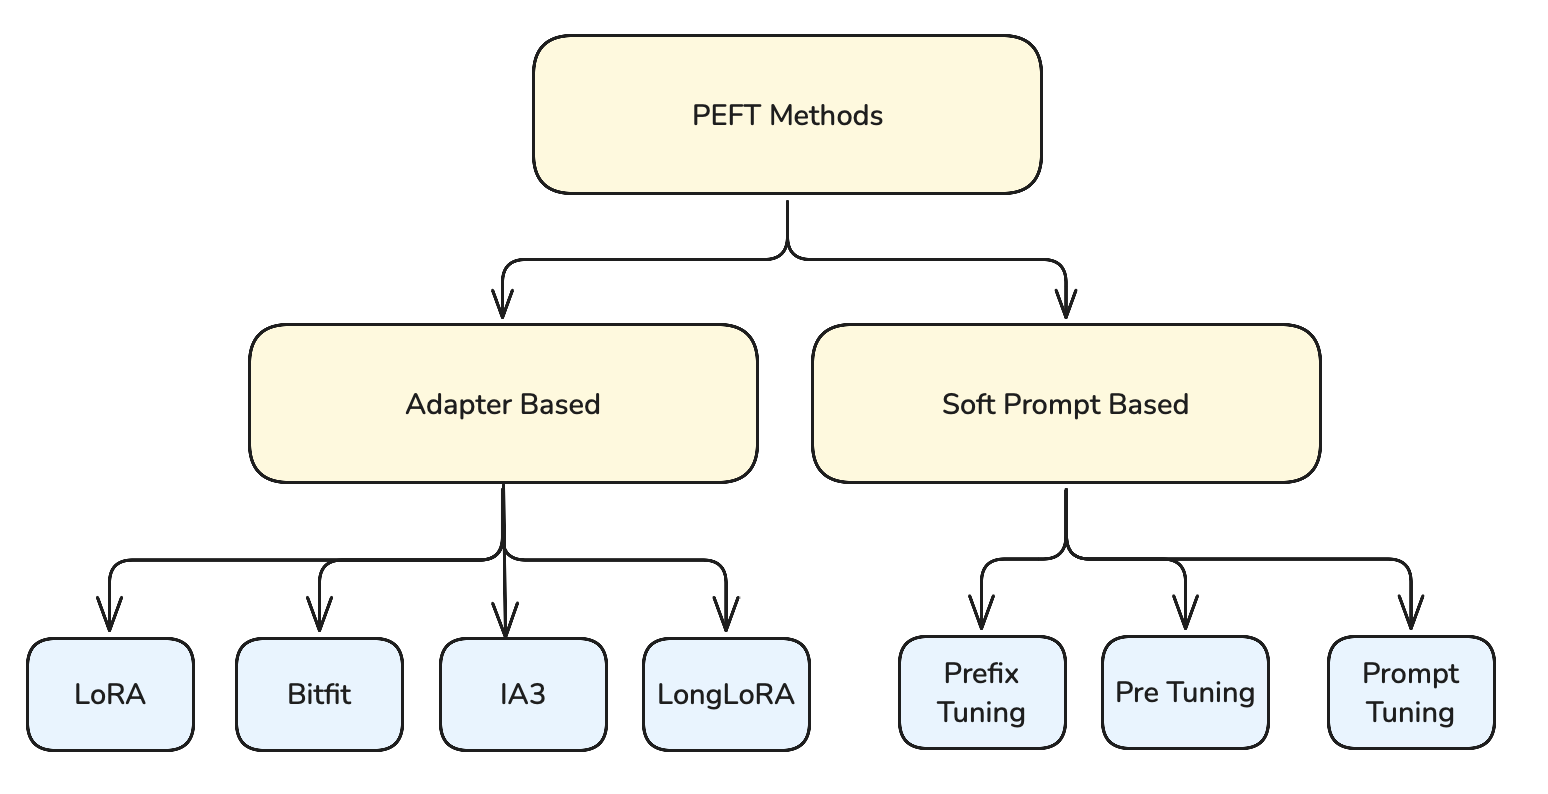 PEFT Methods
Adapter Based
Soft Prompt Based
LoRA
Bitfit
IA3
LongLoRA
Prefix
Tuning
Pre Tuning
Prompt
Tuning